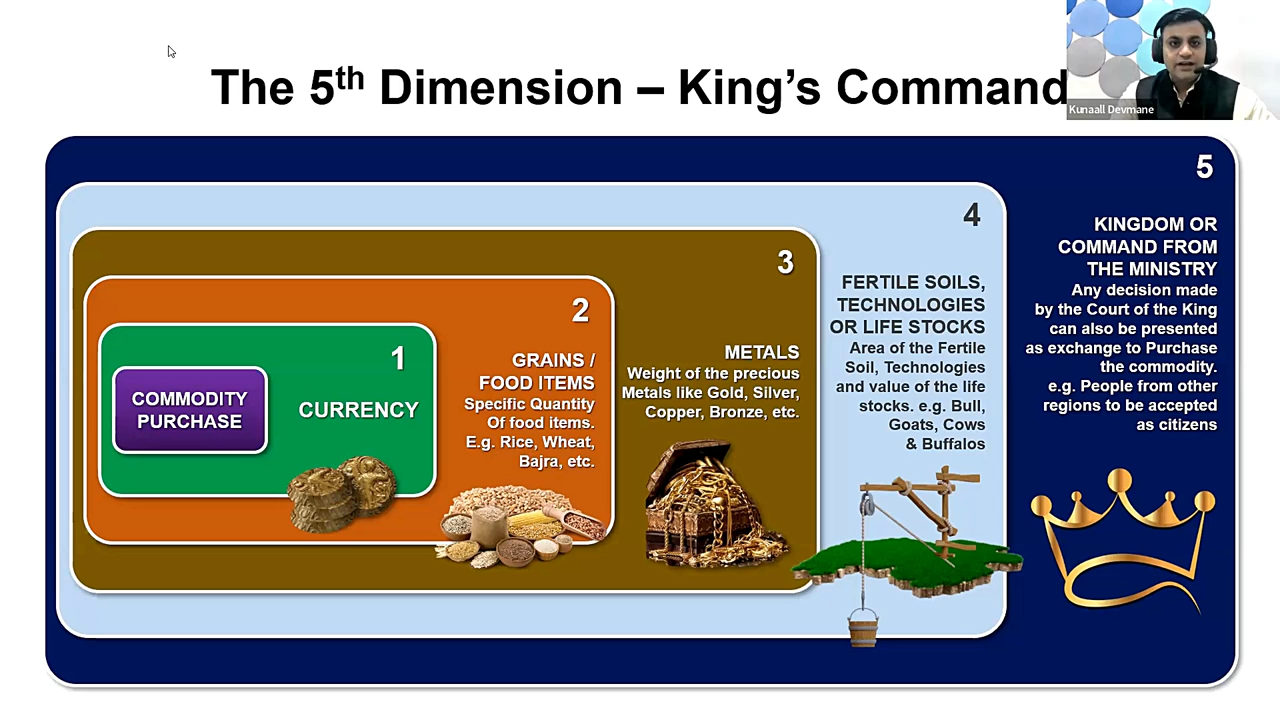 The 5th Dimension – King's Command
Kunaall Devmane
5
KINGDOM OR
COMMAND FROM
THE MINISTRY
Any decision made
by the Court of the King
can also be presented
as exchange to Purchase
the commodity.
e.g. People from other
regions to be accepted
as citizens
4
FERTILE SOILS,
TECHNOLOGIES
OR LIFE STOCKS
Area of the Fertile
Soil, Technologies
and value of the life
stocks. e.g. Bull,
Goats, Cows
& Buffalos
3
METALS
Weight of the precious
Metals like Gold, Silver,
Copper, Bronze, etc.
2
GRAINS /
FOOD ITEMS
Specific Quantity
Of food items.
E.g. Rice, Wheat,
Bajra, etc.
1
CURRENCY
COMMODITY
PURCHASE